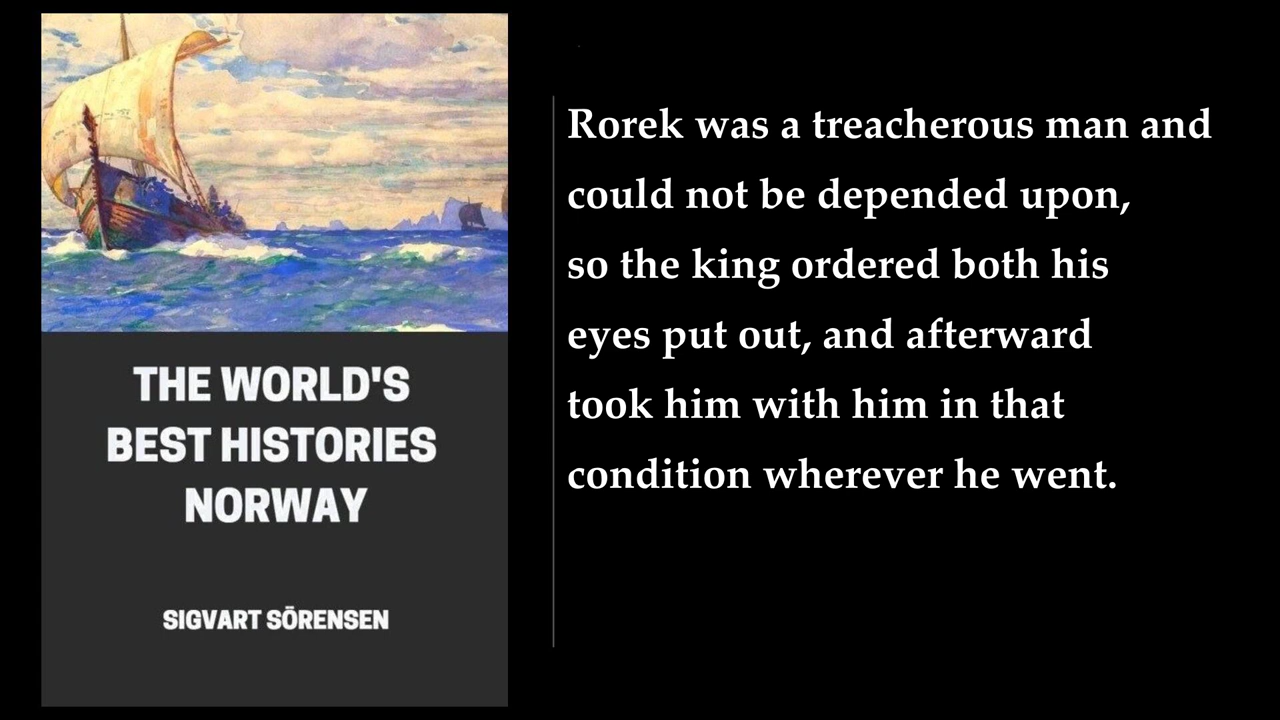 THE WORLD'S
BEST HISTORIES
NORWAY
SIGVART SÖRENSEN
Rorek was a treacherous man and
could not be depended upon,
so the king ordered both his
eyes put out, and afterward
took him with him in that
condition wherever he went.